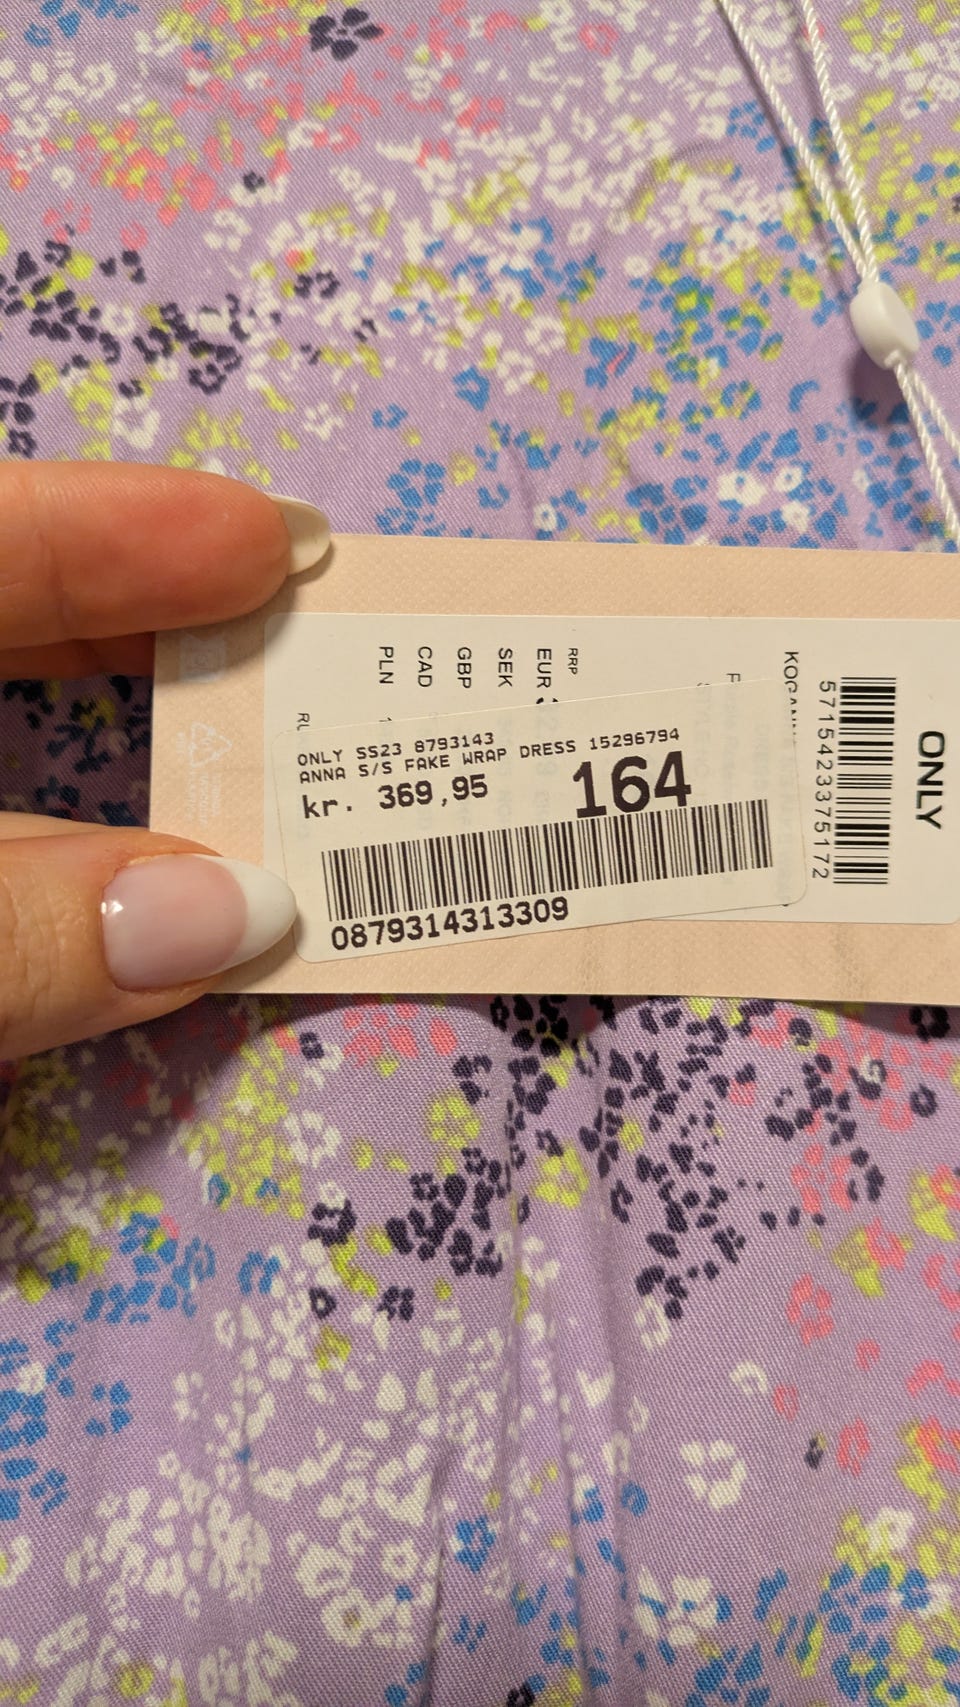 ONLY SS23 8793143
ANNA S/S FAKE WRAP DRESS 15296794
kr. 369,95
164
0879314313309
ONLY
5715423375172
RRP
EUR
SEK
GBP
CAD
PLN